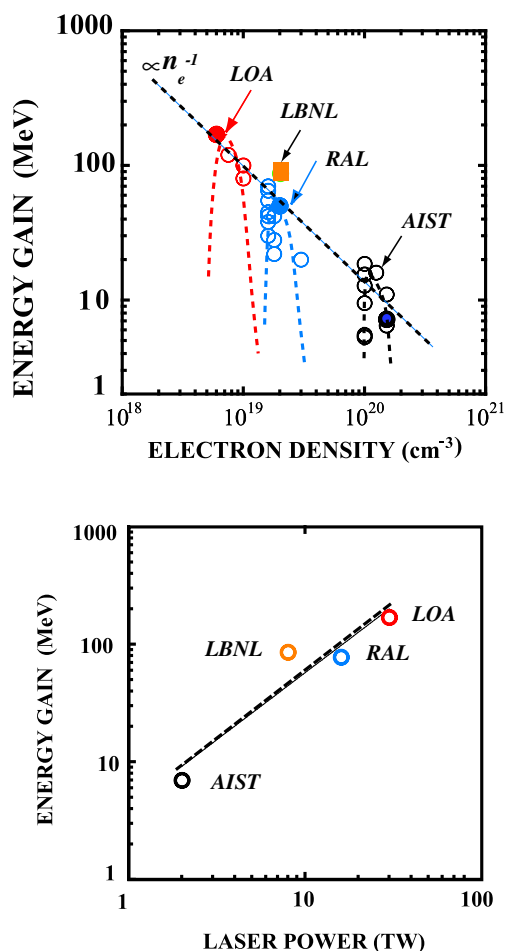 1000
∝n_e^-1
LOA
LBNL
100
RAL
AIST
10
1
ENERGY GAIN (MeV)
10^18 10^19 10^20 10^21
ELECTRON DENSITY (cm^-3)
1000
LOA
LBNL
RAL
100
10
AIST
1
ENERGY GAIN (MeV)
1 10 100
LASER POWER (TW)